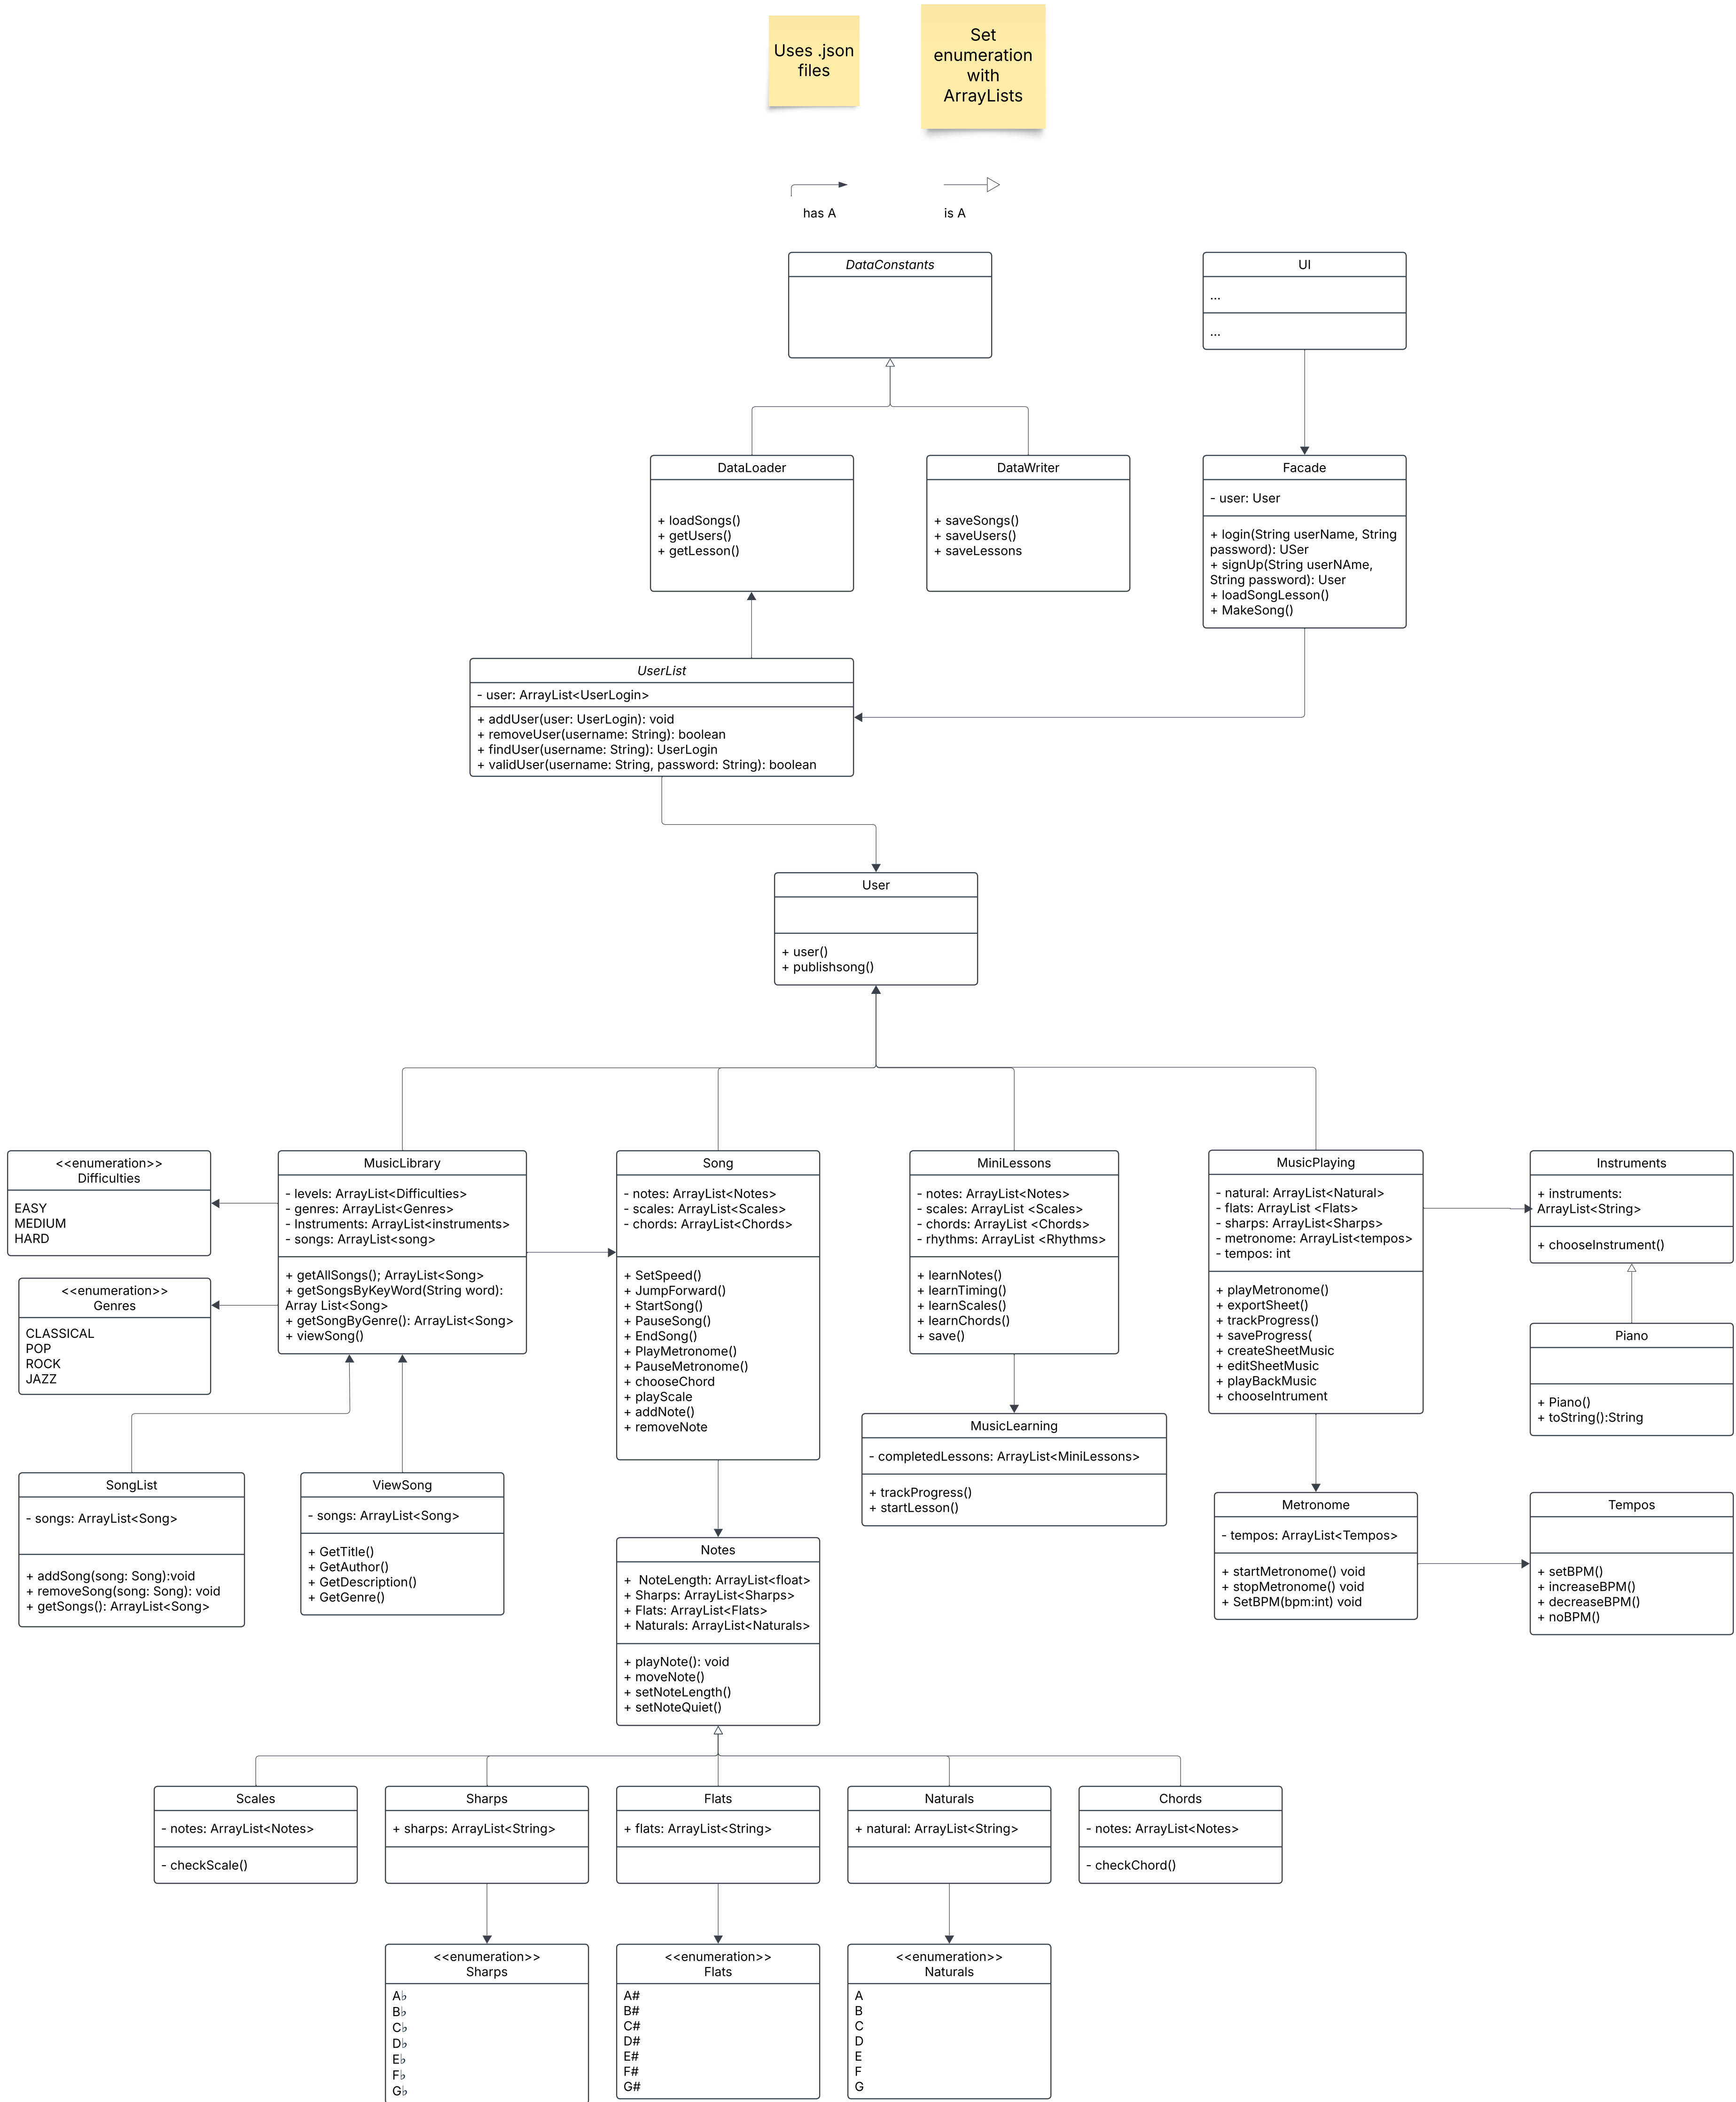 Uses .json
files
Set
enumeration
with
ArrayLists
has A
is A
DataConstants
UI
...
...
DataLoader
+ loadSongs()
+ getUsers()
+ getLesson()
DataWriter
+ saveSongs()
+ saveUsers()
+ saveLessons
Facade
- user: User
+ login(String userName, String
password): USer
+ signUp(String userNAme,
String password): User
+ loadSongLesson()
+ MakeSong()
UserList
- user: ArrayList<UserLogin>
+ addUser(user: UserLogin): void
+ removeUser(username: String): boolean
+ findUser(username: String): UserLogin
+ validUser(username: String, password: String): boolean
User
+ user()
+ publishsong()
<<enumeration>>
Difficulties
EASY
MEDIUM
HARD
<<enumeration>>
Genres
CLASSICAL
POP
ROCK
JAZZ
MusicLibrary
- levels: ArrayList<Difficulties>
- genres: ArrayList<Genres>
- Instruments: ArrayList<instruments>
- songs: ArrayList<song>
+ getAllSongs(); ArrayList<Song>
+ getSongsByKeyWord(String word):
Array List<Song>
+ getSongByGenre(): ArrayList<Song>
+ viewSong()
Song
- notes: ArrayList<Notes>
- scales: ArrayList<Scales>
- chords: ArrayList<Chords>
+ SetSpeed()
+ JumpForward()
+ StartSong()
+ PauseSong()
+ EndSong()
+ PlayMetronome()
+ PauseMetronome()
+ chooseChord
+ playScale
+ addNote()
+ removeNote
MiniLessons
- notes: ArrayList<Notes>
- scales: ArrayList <Scales>
- chords: ArrayList <Chords>
- rhythms: ArrayList <Rhythms>
+ learnNotes()
+ learnTiming()
+ learnScales()
+ learnChords()
+ save()
MusicPlaying
- natural: ArrayList<Natural>
- flats: ArrayList <Flats>
- sharps: ArrayList<Sharps>
- metronome: ArrayList<tempos>
- tempos: int
+ playMetronome()
+ exportSheet()
+ trackProgress()
+ saveProgress(
+ createSheetMusic
+ editSheetMusic
+ playBackMusic
+ chooseIntrument
Instruments
+ instruments:
ArrayList<String>
+ chooseInstrument()
Piano
+ Piano()
+ toString():String
MusicLearning
- completedLessons: ArrayList<MiniLessons>
+ trackProgress()
+ startLesson()
SongList
- songs: ArrayList<Song>
+ addSong(song: Song):void
+ removeSong(song: Song): void
+ getSongs(): ArrayList<Song>
ViewSong
- songs: ArrayList<Song>
+ GetTitle()
+ GetAuthor()
+ GetDescription()
+ GetGenre()
Metronome
- tempos: ArrayList<Tempos>
+ startMetronome() void
+ stopMetronome() void
+ SetBPM(bpm:int) void
Tempos
+ setBPM()
+ increaseBPM()
+ decreaseBPM()
+ noBPM()
Notes
+ NoteLength: ArrayList<float>
+ Sharps: ArrayList<Sharps>
+ Flats: ArrayList<Flats>
+ Naturals: ArrayList<Naturals>
+ playNote(): void
+ moveNote()
+ setNoteLength()
+ setNoteQuiet()
Scales
- notes: ArrayList<Notes>
- checkScale()
Sharps
+ sharps: ArrayList<String>
Flats
+ flats: ArrayList<String>
Naturals
+ natural: ArrayList<String>
Chords
- notes: ArrayList<Notes>
- checkChord()
<<enumeration>>
Sharps
A♭
B♭
C♭
D♭
E♭
F♭
G♭
<<enumeration>>
Flats
A#
B#
C#
D#
E#
F#
G#
<<enumeration>>
Naturals
A
B
C
D
E
F
G